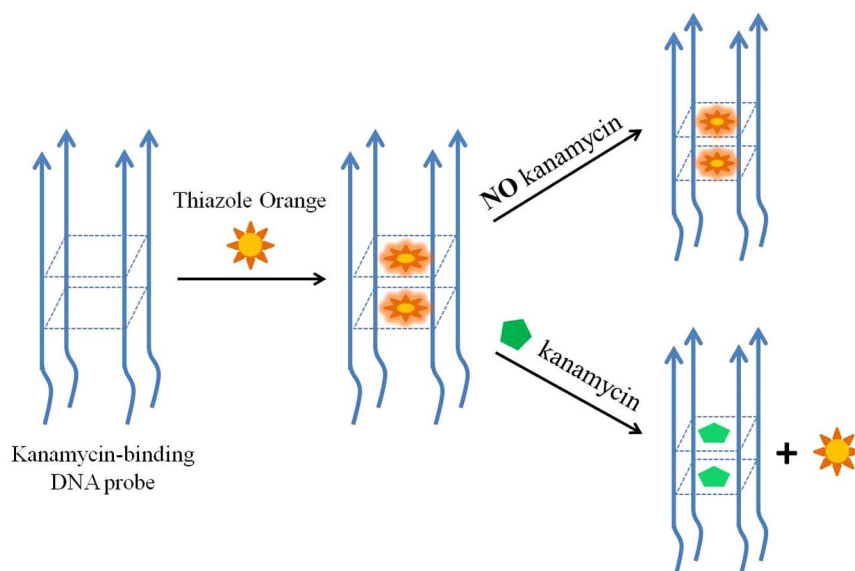 NO kanamycin
Thiazole Orange
kanamycin
+
Kanamycin-binding
DNA probe